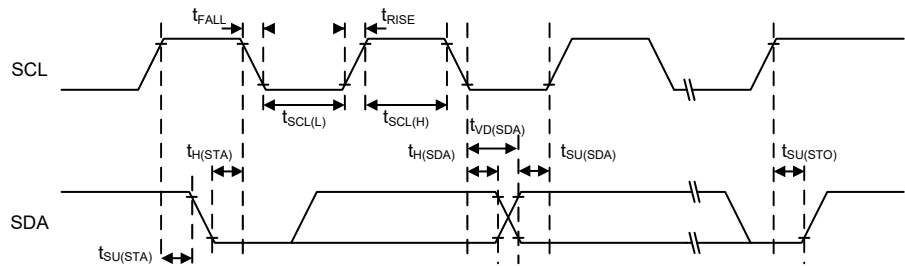 tFALL
tRISE
SCL
tSCL(L)
tSCL(H)
tVD(SDA)
tH(STA)
tH(SDA)
tSU(SDA)
tSU(STO)
SDA
tSU(STA)